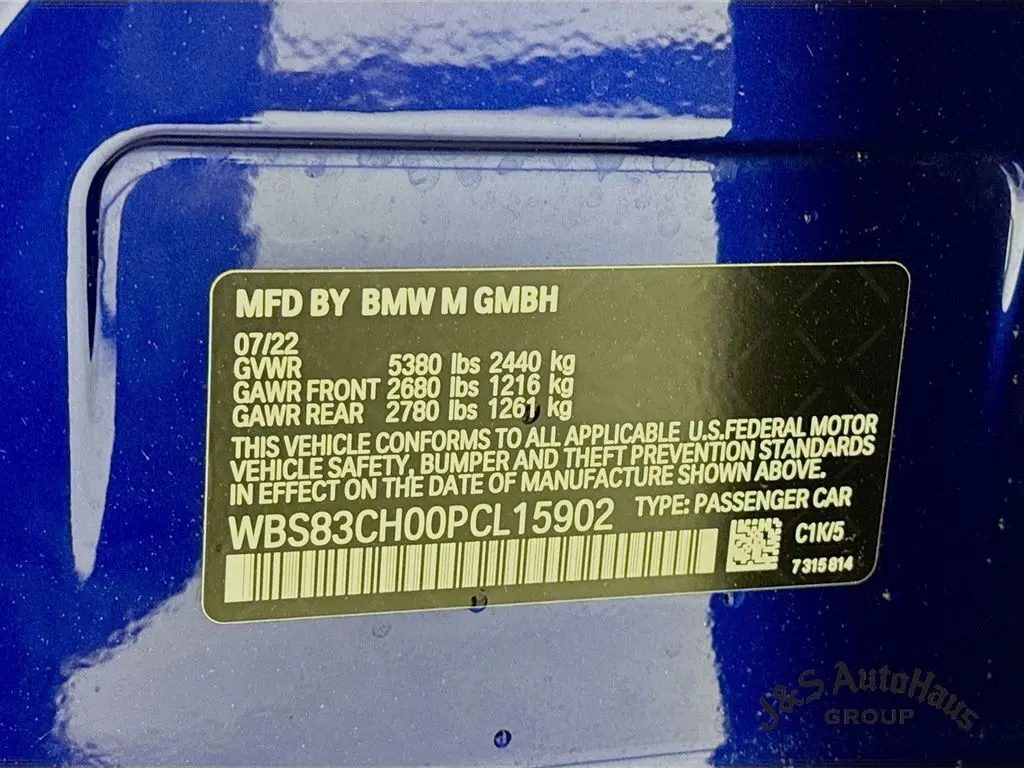 MFD BY BMW M GMBH
07/22
GVWR 5380 lbs 2440 kg
GAWR FRONT 2680 lbs 1216 kg
GAWR REAR 2780 lbs 1261 kg
THIS VEHICLE CONFORMS TO ALL APPLICABLE U.S.FEDERAL MOTOR
VEHICLE SAFETY, BUMPER AND THEFT PREVENTION STANDARDS
IN EFFECT ON THE DATE OF MANUFACTURE SHOWN ABOVE.
WBS83CH00PCL15902 TYPE: PASSENGER CAR
C1K/5
7315814
J&S AutoHaus
GROUP